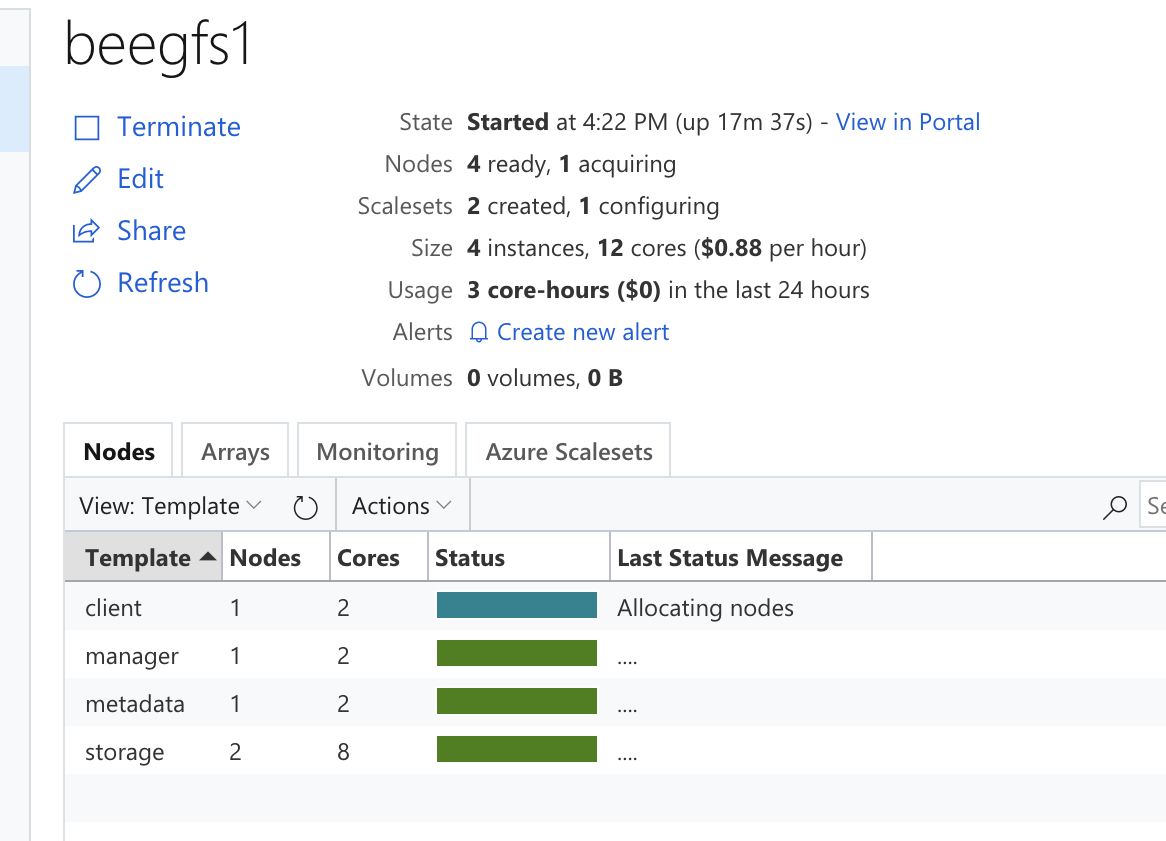 beegfs1
Terminate
Edit
Share
Refresh
State Started at 4:22 PM (up 17m 37s) - View in Portal
Nodes 4 ready, 1 acquiring
Scalesets 2 created, 1 configuring
Size 4 instances, 12 cores ($0.88 per hour)
Usage 3 core-hours ($0) in the last 24 hours
Alerts Create new alert
Volumes 0 volumes, 0 B
Nodes Arrays Monitoring Azure Scalesets
View: Template Actions Se
Template Nodes Cores Status Last Status Message
client 1 2 Allocating nodes
manager 1 2 ....
metadata 1 2 ....
storage 2 8 ....